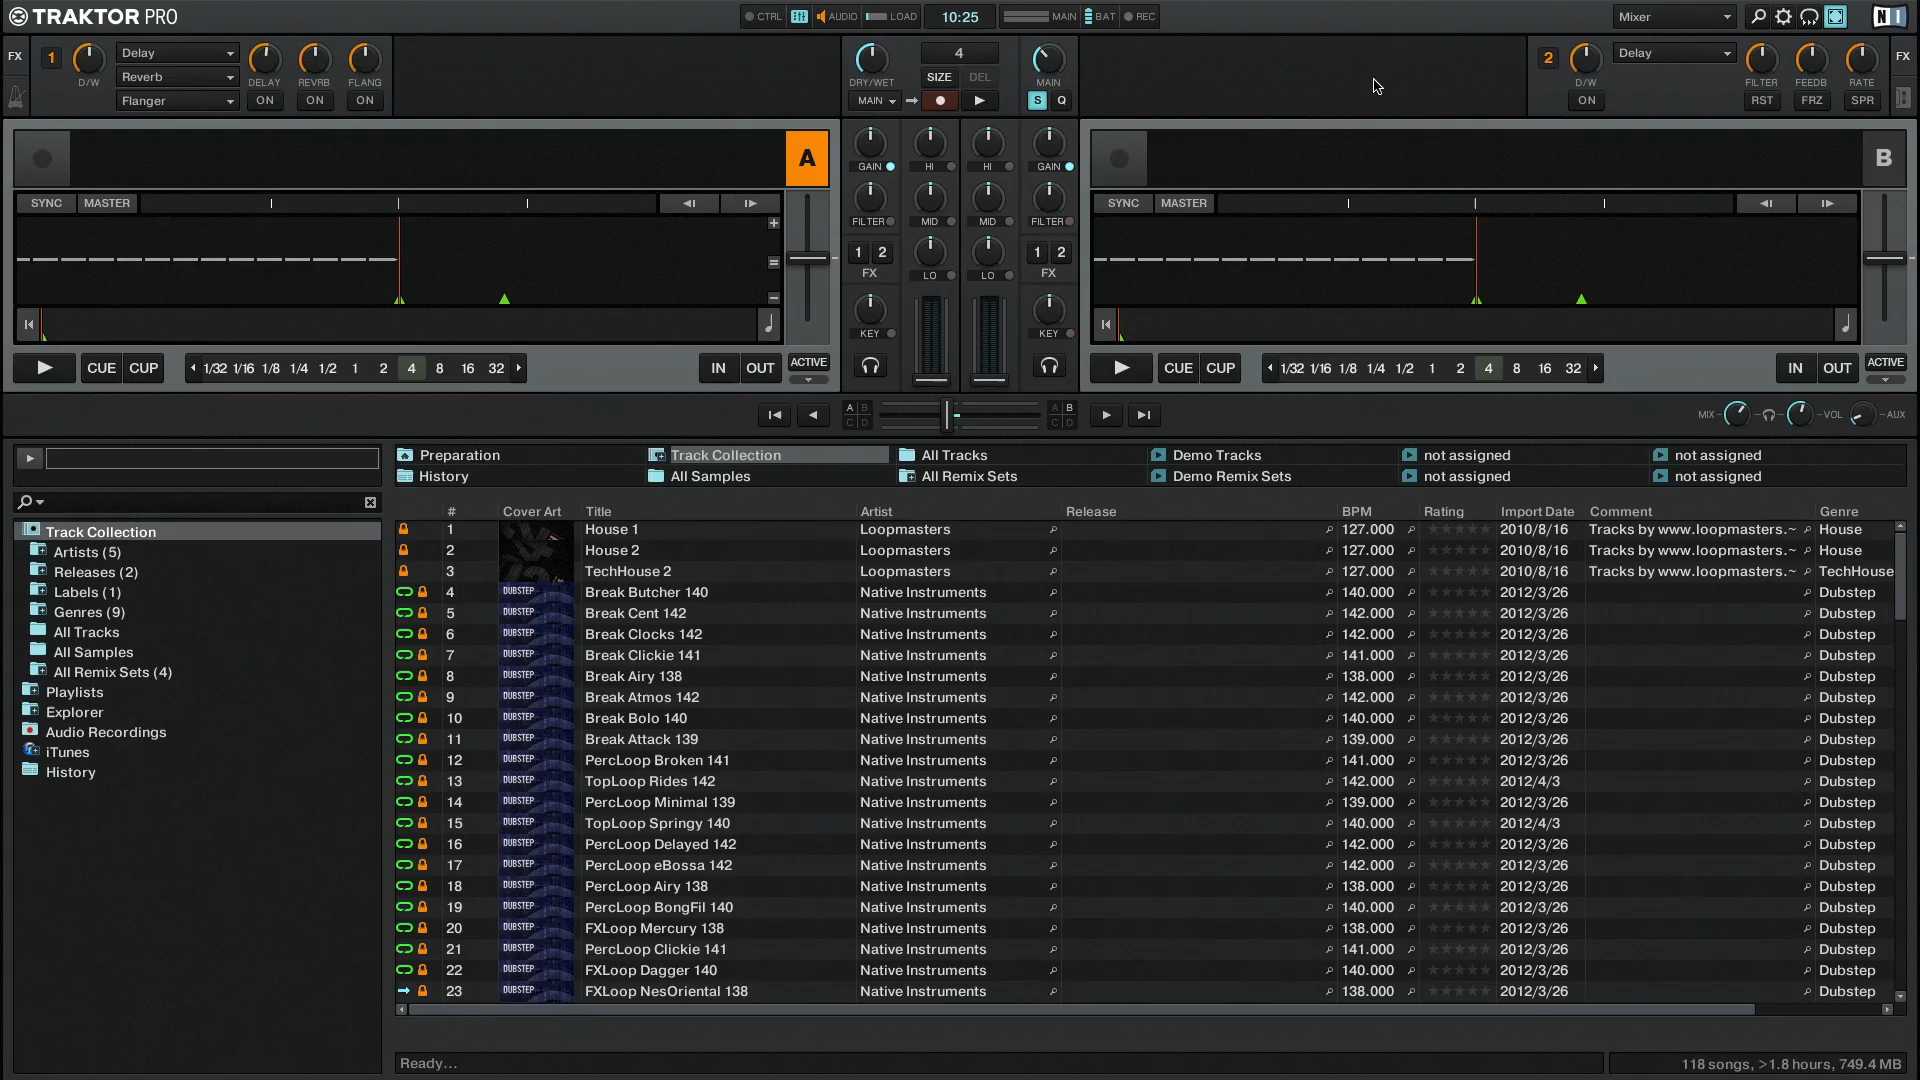 TRAKTOR PRO
CTRL AUDIO LOAD 10:25 MAIN BAT REC
Mixer
FX 1 D/W Delay Reverb Flanger DELAY REVRB FLANG ON ON ON
DRY/WET MAIN 4 SIZE DEL MAIN S Q
2 D/W ON Delay FILTER FEEDB RATE RST FRZ SPR FX
A
B
SYNC MASTER
GAIN HI HI GAIN
SYNC MASTER
FILTER MID MID FILTER
1 2 FX LO LO 1 2 FX
KEY KEY
CUE CUP 1/32 1/16 1/8 1/4 1/2 1 2 4 8 16 32 IN OUT ACTIVE
CUE CUP 1/32 1/16 1/8 1/4 1/2 1 2 4 8 16 32 IN OUT ACTIVE
A B C D
A B C D
MIX VOL AUX
Preparation Track Collection All Tracks Demo Tracks not assigned not assigned
History All Samples All Remix Sets Demo Remix Sets not assigned not assigned
Track Collection
Artists (5)
Releases (2)
Labels (1)
Genres (9)
All Tracks
All Samples
All Remix Sets (4)
Playlists
Explorer
Audio Recordings
iTunes
History
# Cover Art Title Artist Release BPM Rating Import Date Comment Genre
1 House 1 Loopmasters 127.000 2010/8/16 Tracks by www.loopmasters.~ House
2 House 2 Loopmasters 127.000 2010/8/16 Tracks by www.loopmasters.~ House
3 TechHouse 2 Loopmasters 127.000 2010/8/16 Tracks by www.loopmasters.~ TechHouse
4 DUBSTEP Break Butcher 140 Native Instruments 140.000 2012/3/26 Dubstep
5 DUBSTEP Break Cent 142 Native Instruments 142.000 2012/3/26 Dubstep
6 DUBSTEP Break Clocks 142 Native Instruments 142.000 2012/3/26 Dubstep
7 DUBSTEP Break Clickie 141 Native Instruments 141.000 2012/3/26 Dubstep
8 DUBSTEP Break Airy 138 Native Instruments 138.000 2012/3/26 Dubstep
9 DUBSTEP Break Atmos 142 Native Instruments 142.000 2012/3/26 Dubstep
10 DUBSTEP Break Bolo 140 Native Instruments 140.000 2012/3/26 Dubstep
11 DUBSTEP Break Attack 139 Native Instruments 139.000 2012/3/26 Dubstep
12 DUBSTEP PercLoop Broken 141 Native Instruments 141.000 2012/3/26 Dubstep
13 DUBSTEP TopLoop Rides 142 Native Instruments 142.000 2012/4/3 Dubstep
14 DUBSTEP PercLoop Minimal 139 Native Instruments 139.000 2012/3/26 Dubstep
15 DUBSTEP TopLoop Springy 140 Native Instruments 140.000 2012/4/3 Dubstep
16 DUBSTEP PercLoop Delayed 142 Native Instruments 142.000 2012/3/26 Dubstep
17 DUBSTEP PercLoop eBossa 142 Native Instruments 142.000 2012/3/26 Dubstep
18 DUBSTEP PercLoop Airy 138 Native Instruments 138.000 2012/3/26 Dubstep
19 DUBSTEP PercLoop BongFil 140 Native Instruments 140.000 2012/3/26 Dubstep
20 DUBSTEP FXLoop Mercury 138 Native Instruments 138.000 2012/3/26 Dubstep
21 DUBSTEP PercLoop Clickie 141 Native Instruments 141.000 2012/3/26 Dubstep
22 DUBSTEP FXLoop Dagger 140 Native Instruments 140.000 2012/3/26 Dubstep
23 DUBSTEP FXLoop NesOriental 138 Native Instruments 138.000 2012/3/26 Dubstep
Ready... 118 songs, >1.8 hours, 749.4 MB